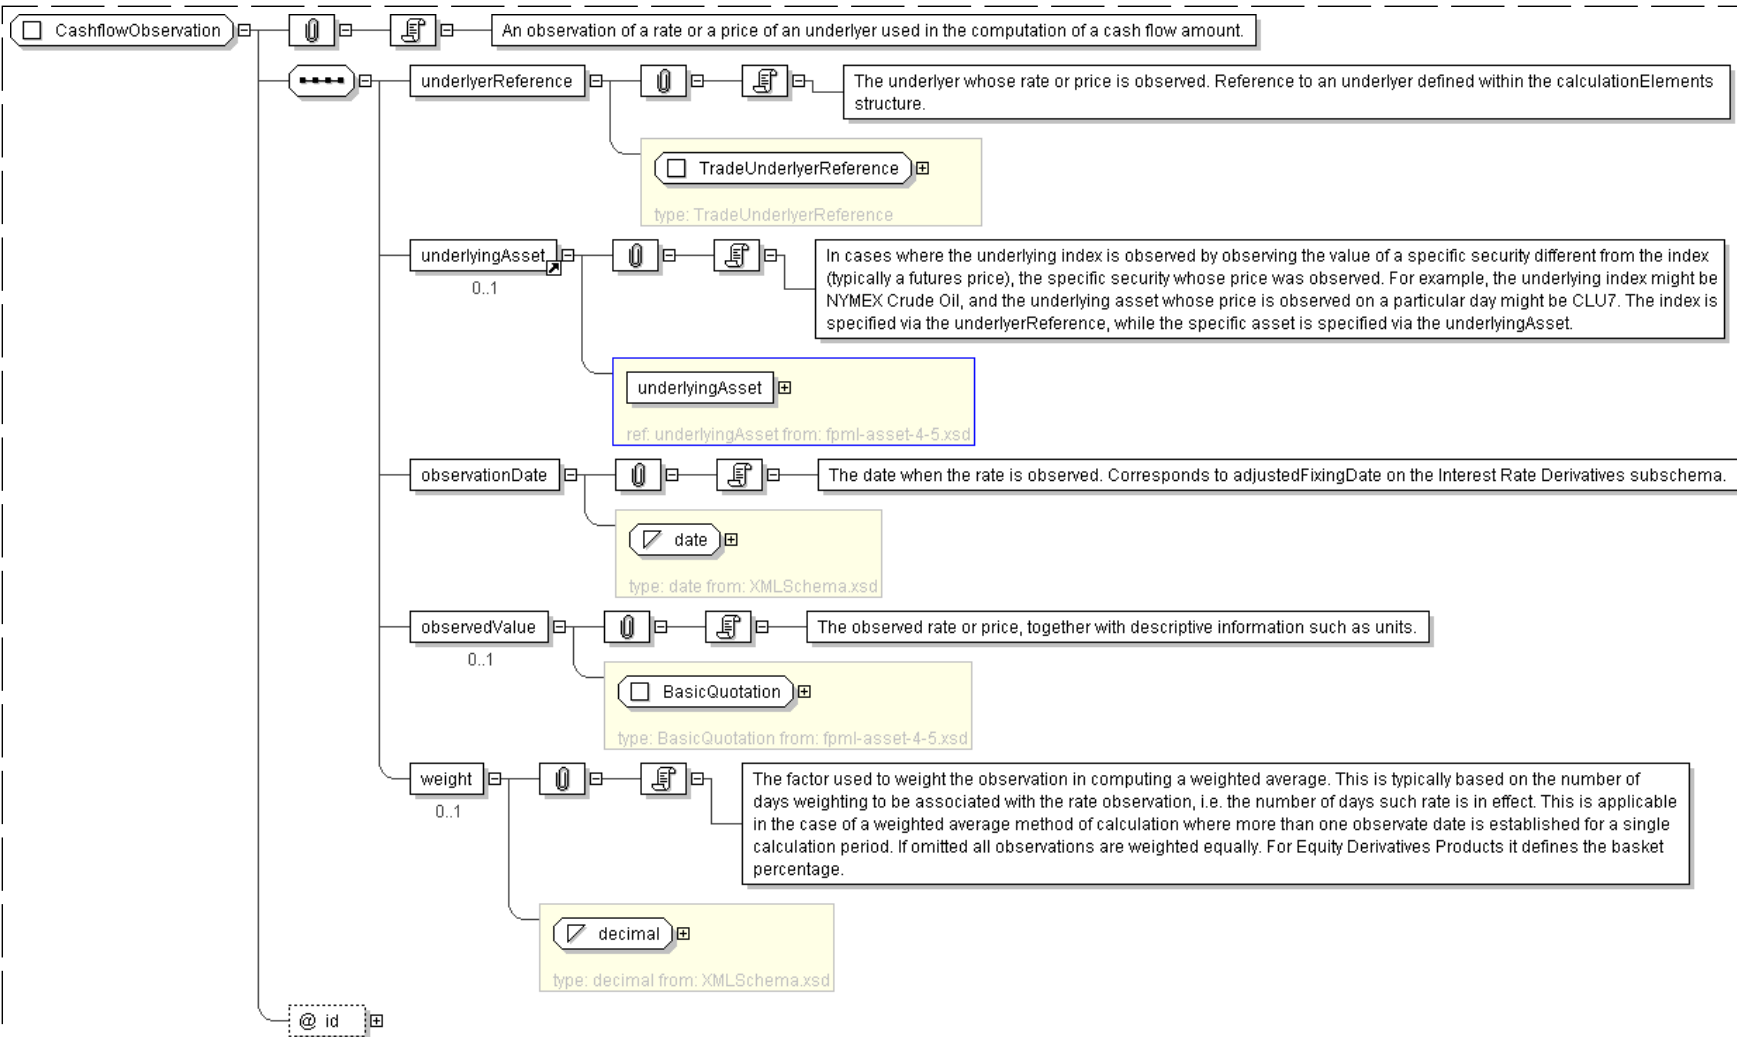 CashflowObservation
An observation of a rate or a price of an underlyer used in the computation of a cash flow amount.
underlyerReference
The underlyer whose rate or price is observed. Reference to an underlyer defined within the calculationElements
structure.
TradeUnderlyerReference
type: TradeUnderlyerReference
underlyingAsset
0..1
In cases where the underlying index is observed by observing the value of a specific security different from the index
(typically a futures price), the specific security whose price was observed. For example, the underlying index might be
NYMEX Crude Oil, and the underlying asset whose price is observed on a particular day might be CLU7. The index is
specified via the underlyerReference, while the specific asset is specified via the underlyingAsset.
underlyingAsset
ref: underlyingAsset from: fpml-asset-4-5.xsd
observationDate
The date when the rate is observed. Corresponds to adjustedFixingDate on the Interest Rate Derivatives subschema.
date
type: date from: XMLSchema.xsd
observedValue
0..1
The observed rate or price, together with descriptive information such as units.
BasicQuotation
type: BasicQuotation from: fpml-asset-4-5.xsd
weight
0..1
The factor used to weight the observation in computing a weighted average. This is typically based on the number of
days weighting to be associated with the rate observation, i.e. the number of days such rate is in effect. This is applicable
in the case of a weighted average method of calculation where more than one observate date is established for a single
calculation period. If omitted all observations are weighted equally. For Equity Derivatives Products it defines the basket
percentage.
decimal
type: decimal from: XMLSchema.xsd
@ id